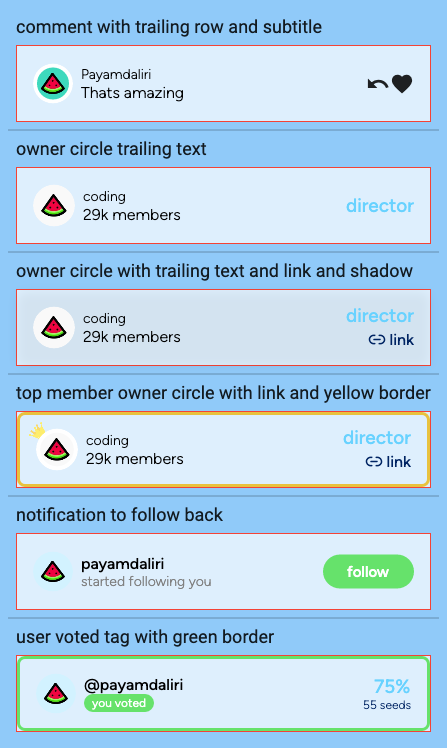 comment with trailing row and subtitle
Payamdaliri
Thats amazing
owner circle trailing text
coding
29k members
director
owner circle with trailing text and link and shadow
coding
29k members
director
link
top member owner circle with link and yellow border
coding
29k members
director
link
notification to follow back
payamdaliri
started following you
follow
user voted tag with green border
@payamdaliri
you voted
75%
55 seeds